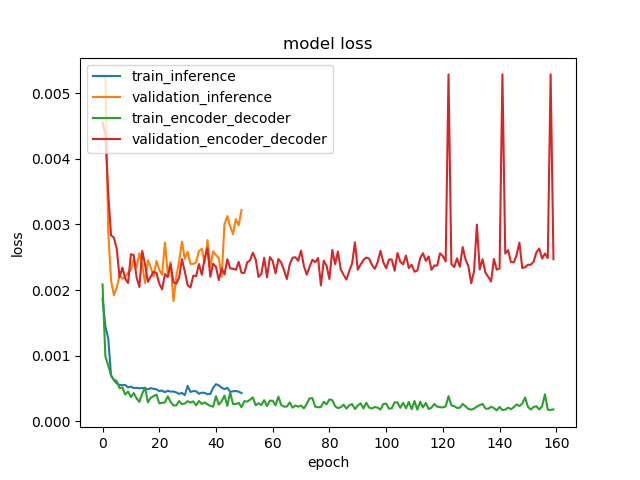 model loss
train_inference
validation_inference
train_encoder_decoder
validation_encoder_decoder
0.005
0.004
0.003
0.002
0.001
0.000
loss
0 20 40 60 80 100 120 140 160
epoch